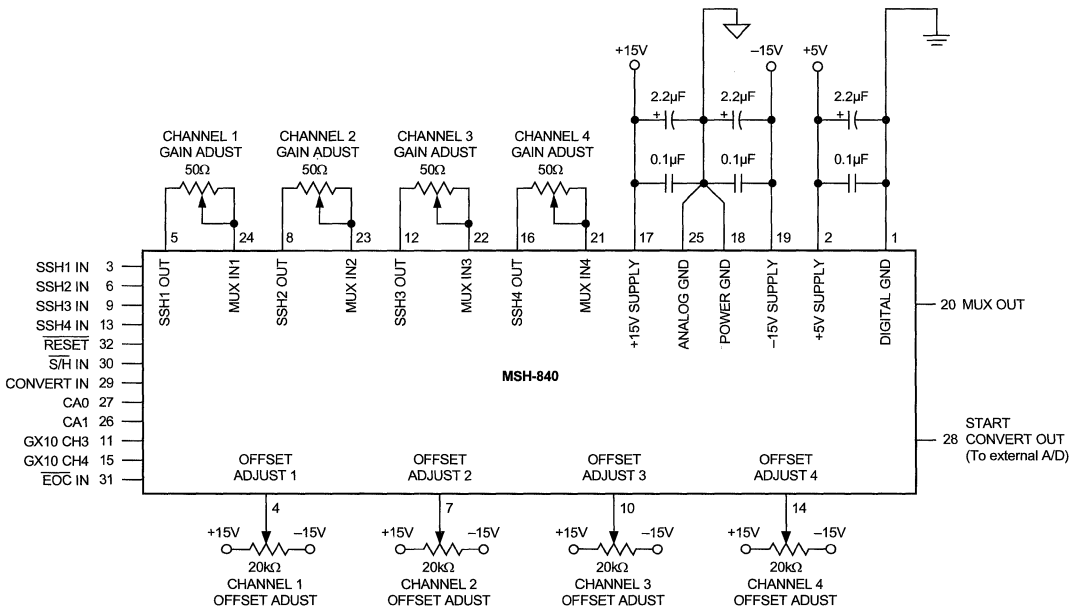 +15V
–15V
+5V
2.2µF
2.2µF
2.2µF
+
+
+
0.1µF
0.1µF
0.1µF
CHANNEL 1
GAIN ADUST
50Ω
CHANNEL 2
GAIN ADUST
50Ω
CHANNEL 3
GAIN ADUST
50Ω
CHANNEL 4
GAIN ADUST
50Ω
5
24
8
23
12
22
16
21
17
25
18
19
2
1
SSH1 OUT
MUX IN1
SSH2 OUT
MUX IN2
SSH3 OUT
MUX IN3
SSH4 OUT
MUX IN4
+15V SUPPLY
ANALOG GND
POWER GND
–15V SUPPLY
+5V SUPPLY
DIGITAL GND
SSH1 IN 3
SSH2 IN 6
SSH3 IN 9
SSH4 IN 13
RESET 32
S/H IN 30
CONVERT IN 29
CA0 27
CA1 26
GX10 CH3 11
GX10 CH4 15
EOC IN 31
MSH-840
20 MUX OUT
START
28 CONVERT OUT
(To external A/D)
OFFSET
ADJUST 1
OFFSET
ADJUST 2
OFFSET
ADJUST 3
OFFSET
ADJUST 4
4
7
10
14
+15V –15V
20kΩ
CHANNEL 1
OFFSET ADUST
+15V –15V
20kΩ
CHANNEL 2
OFFSET ADUST
+15V –15V
20kΩ
CHANNEL 3
OFFSET ADUST
+15V –15V
20kΩ
CHANNEL 4
OFFSET ADUST